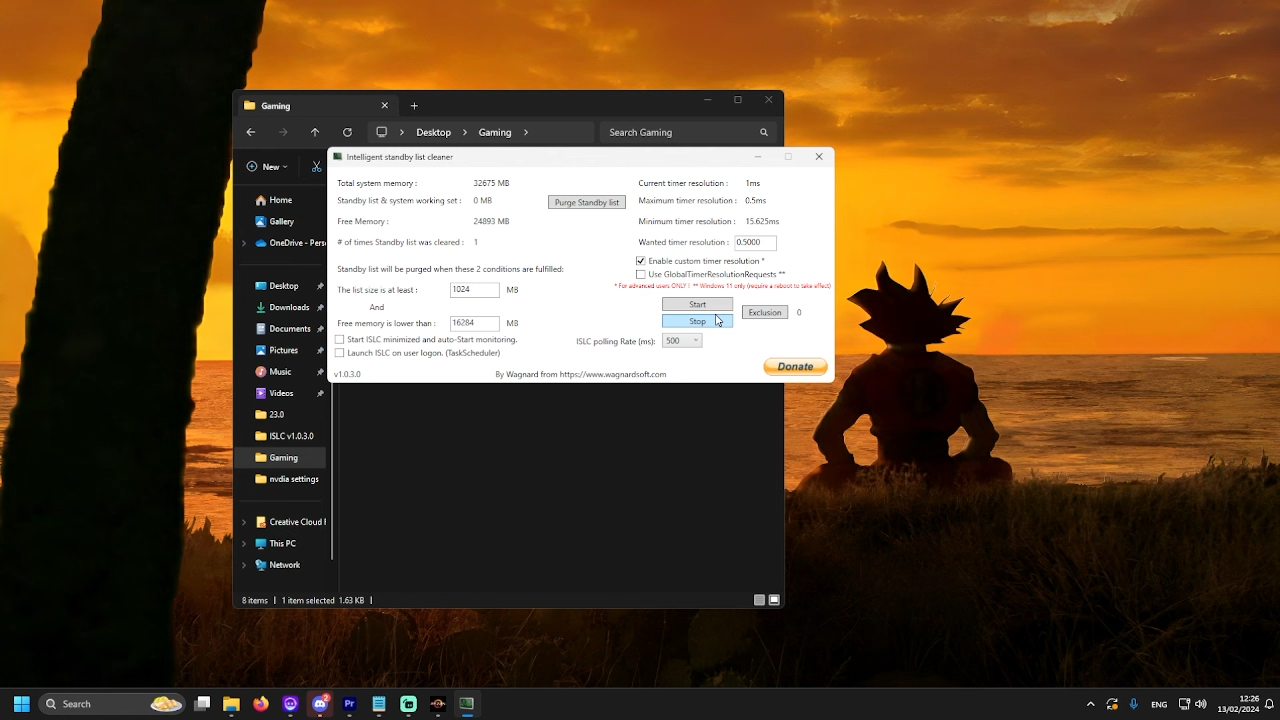 Gaming
Desktop
Gaming
Search Gaming
New
Intelligent standby list cleaner
Total system memory : 32675 MB
Standby list & system working set : 0 MB
Purge Standby list
Free Memory : 24893 MB
# of times Standby list was cleared : 1
Standby list will be purged when these 2 conditions are fulfilled:
The list size is at least : 1024 MB
And
Free memory is lower than : 16284 MB
Start ISLC minimized and auto-Start monitoring.
Launch ISLC on user logon. (TaskScheduler)
v1.0.3.0
By Wagnard from https://www.wagnardsoft.com
Current timer resolution : 1ms
Maximum timer resolution : 0.5ms
Minimum timer resolution : 15.625ms
Wanted timer resolution : 0.5000
Enable custom timer resolution *
Use GlobalTimerResolutionRequests **
* For advanced users ONLY ! ** Windows 11 only (require a reboot to take effect)
Start
Stop
Exclusion 0
ISLC polling Rate (ms): 500
Donate
Home
Gallery
OneDrive - Pers
Desktop
Downloads
Documents
Pictures
Music
Videos
23.0
ISLC v1.0.3.0
Gaming
nvdia settings
Creative Cloud F
This PC
Network
8 items
1 item selected 1.63 KB
Search
2
Pr
ENG
12:26
13/02/2024